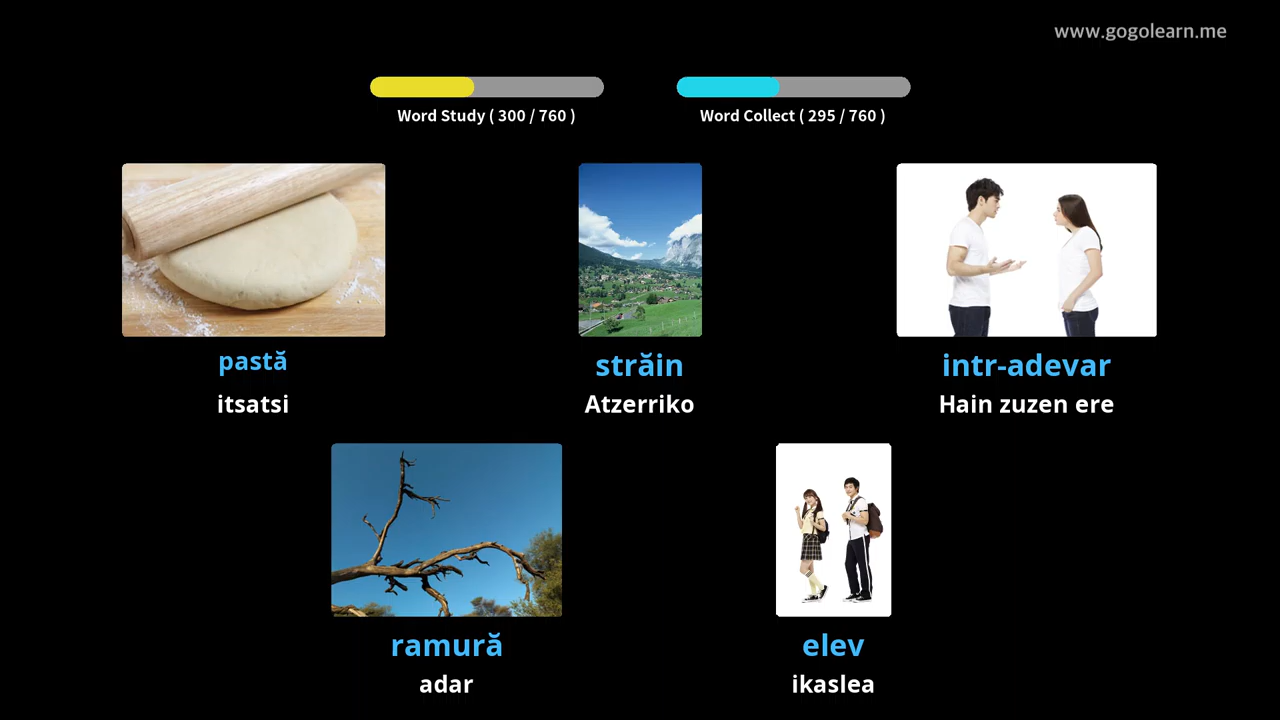 www.gogolearn.me
Word Study ( 300 / 760 )
Word Collect ( 295 / 760 )
pastă
străin
intr-adevar
itsatsi
Atzerriko
Hain zuzen ere
ramură
elev
adar
ikaslea